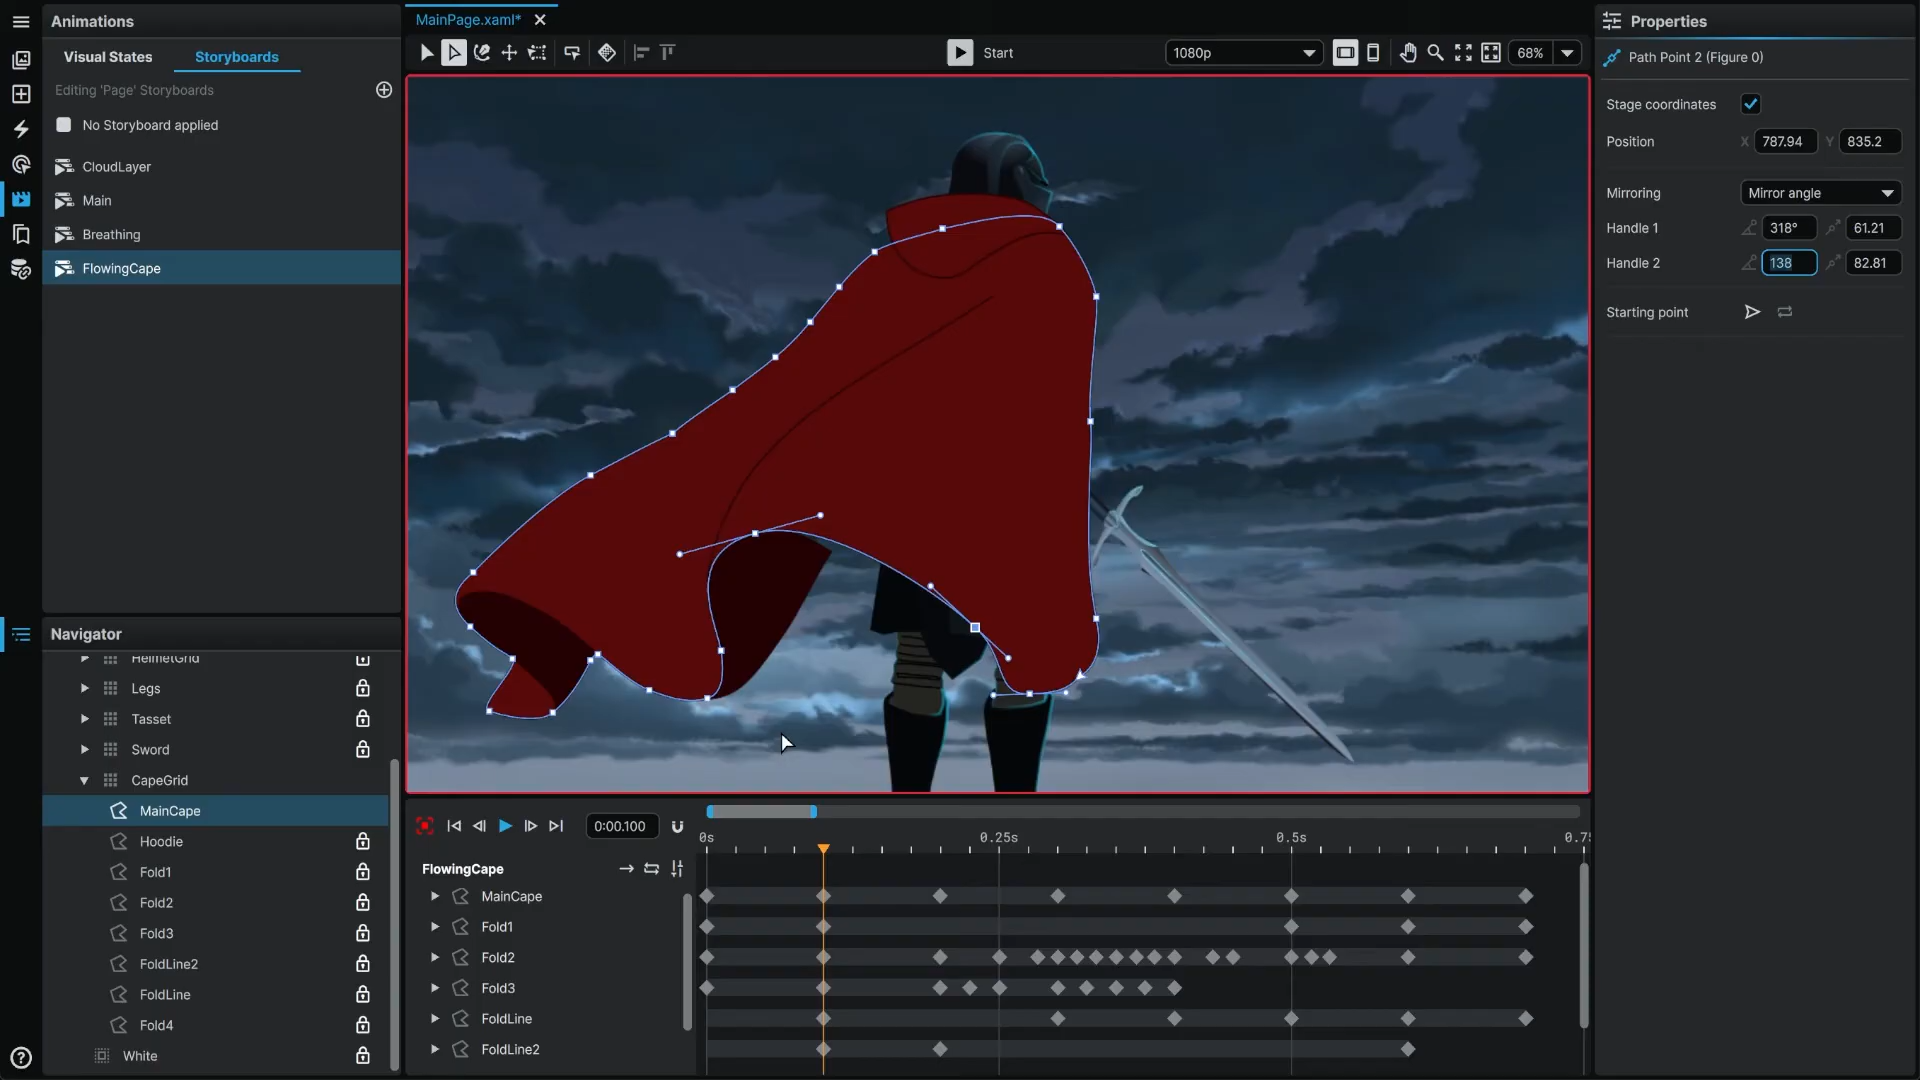 Animations
Visual States Storyboards
Editing 'Page' Storyboards
No Storyboard applied
CloudLayer
Main
Breathing
FlowingCape
Navigator
HelmetGrid
Legs
Tasset
Sword
CapeGrid
MainCape
Hoodie
Fold1
Fold2
Fold3
FoldLine2
FoldLine
Fold4
White
MainPage.xaml*
Start
1080p
68%
0:00.100
0s 0.25s 0.5s 0.75
FlowingCape
MainCape
Fold1
Fold2
Fold3
FoldLine
FoldLine2
Properties
Path Point 2 (Figure 0)
Stage coordinates
Position X 787.94 Y 835.2
Mirroring Mirror angle
Handle 1 318° 61.21
Handle 2 138 82.81
Starting point